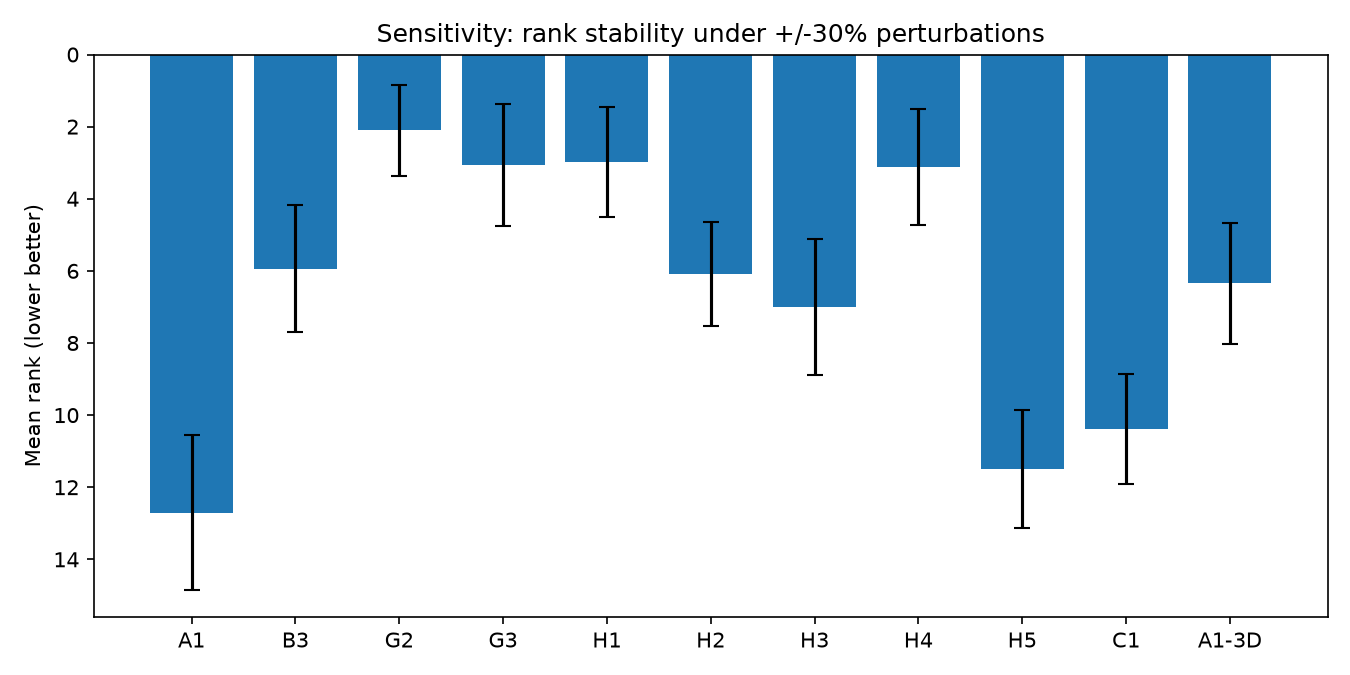 Sensitivity: rank stability under +/-30% perturbations
Mean rank (lower better)
0
2
4
6
8
10
12
14
A1 B3 G2 G3 H1 H2 H3 H4 H5 C1 A1-3D